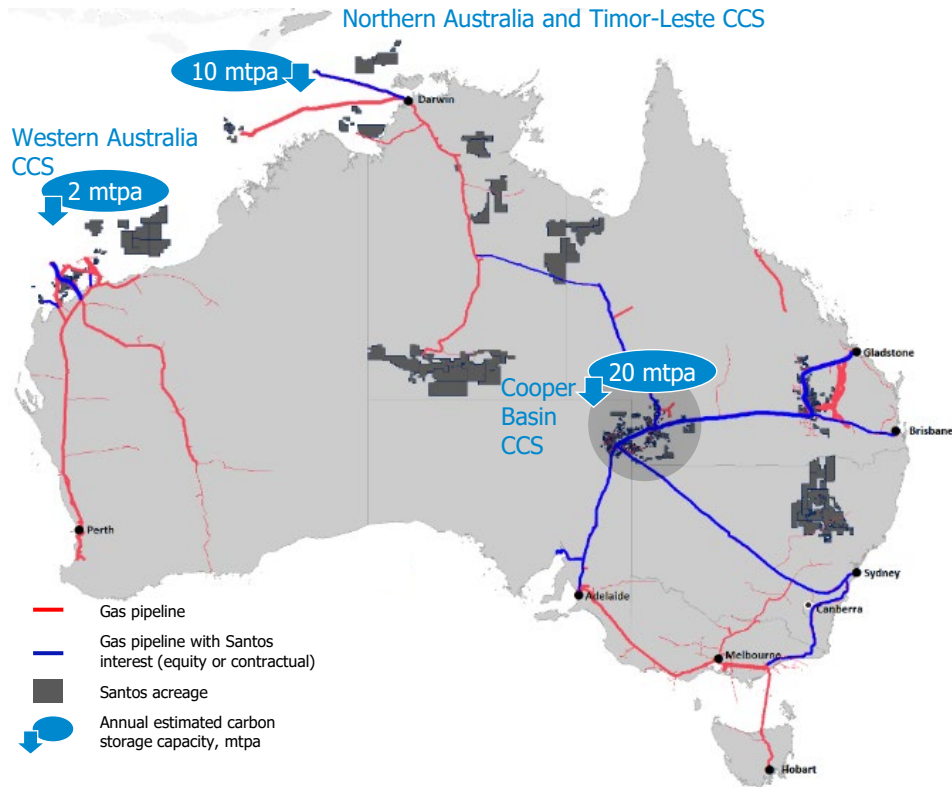 Northern Australia and Timor-Leste CCS
10 mtpa
Darwin
Western Australia
CCS
2 mtpa
Gladstone
20 mtpa
Cooper
Basin
CCS
Brisbane
Perth
Sydney
Adelaide
Canberra
Melbourne
Hobart
Gas pipeline
Gas pipeline with Santos
interest (equity or contractual)
Santos acreage
Annual estimated carbon
storage capacity, mtpa